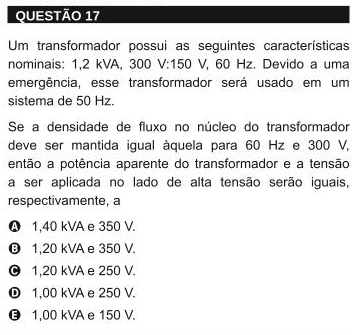 QUESTÃO 17
Um transformador possui as seguintes características
nominais: 1,2 kVA, 300 V:150 V, 60 Hz. Devido a uma
emergência, esse transformador será usado em um
sistema de 50 Hz.
Se a densidade de fluxo no núcleo do transformador
deve ser mantida igual àquela para 60 Hz e 300 V,
então a potência aparente do transformador e a tensão
a ser aplicada no lado de alta tensão serão iguais,
respectivamente, a
A 1,40 kVA e 350 V.
B 1,20 kVA e 350 V.
C 1,20 kVA e 250 V.
D 1,00 kVA e 250 V.
E 1,00 kVA e 150 V.